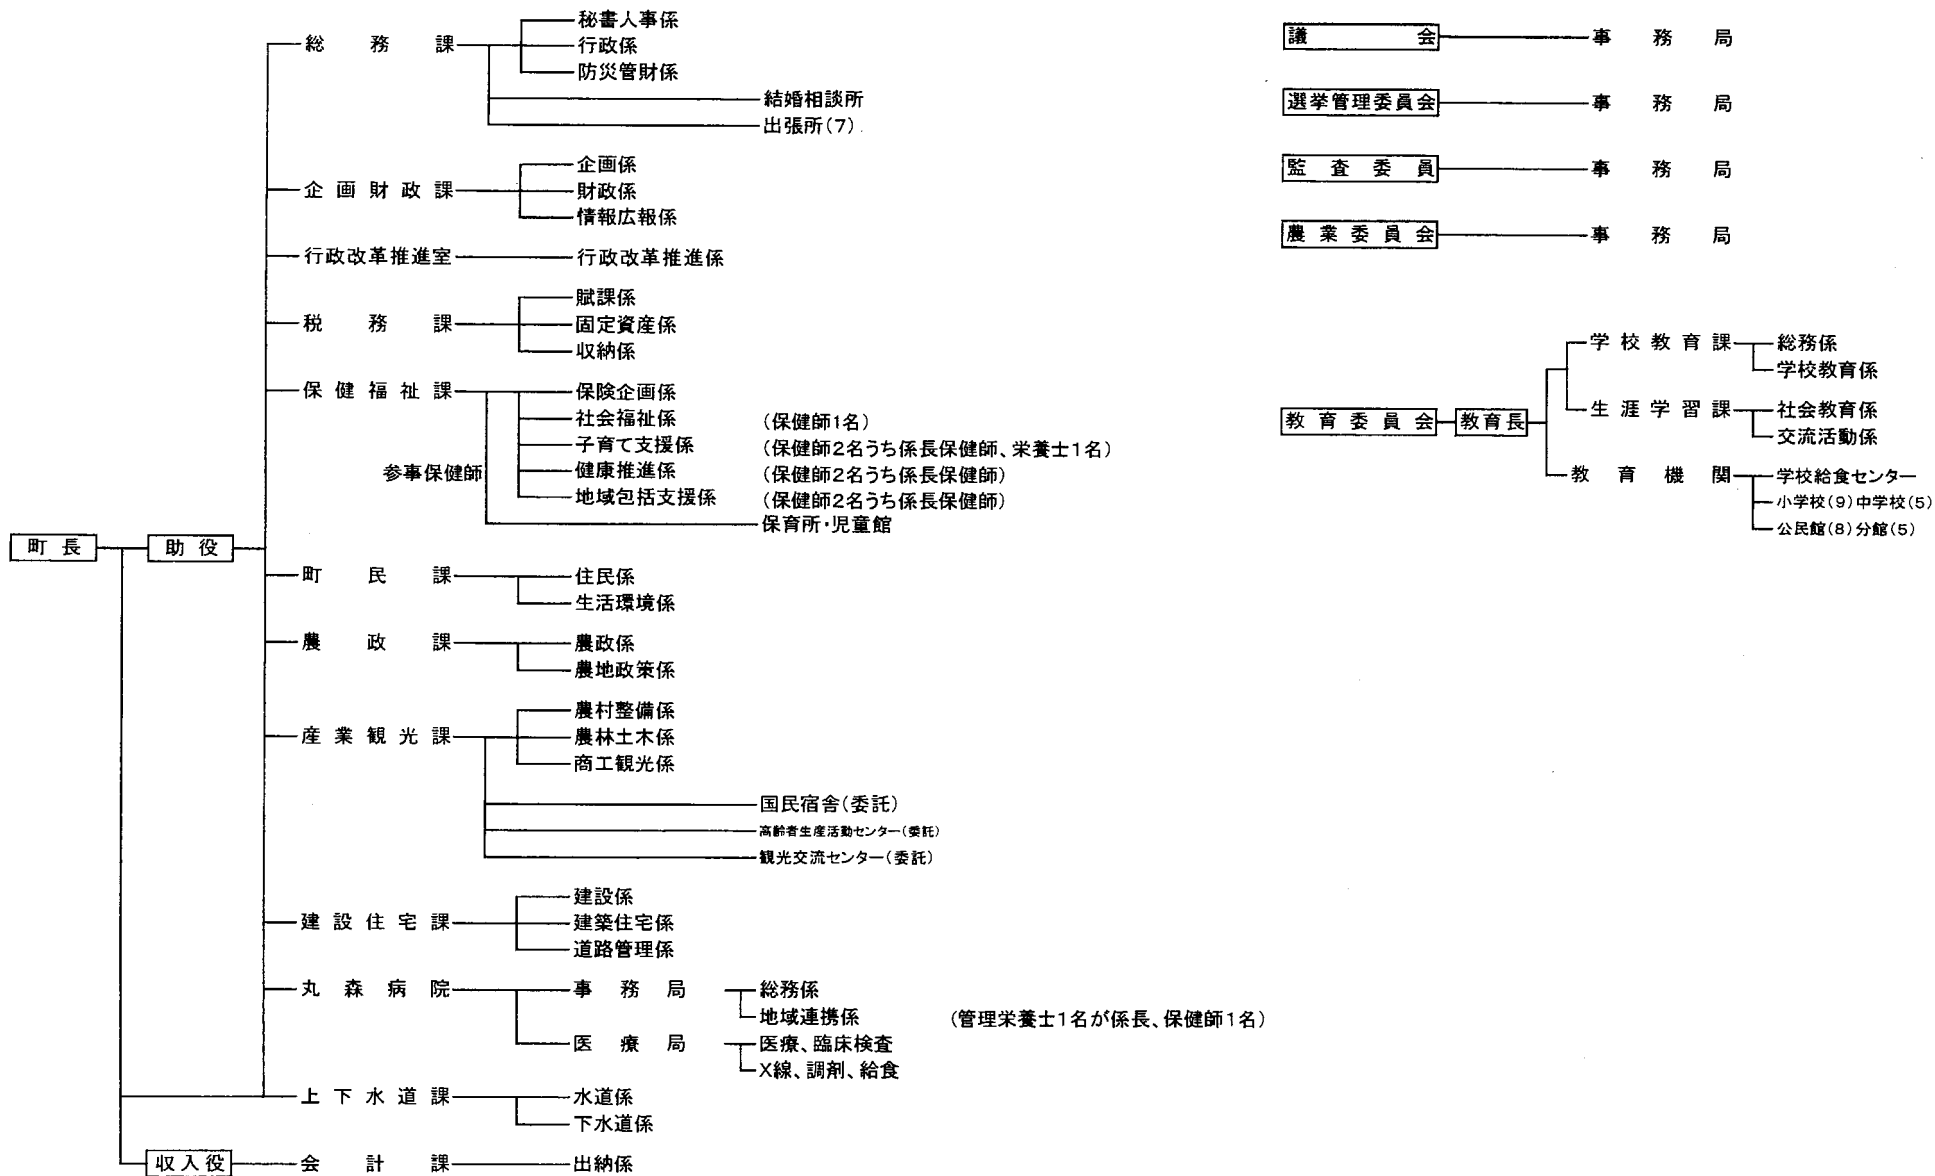 総務課
秘書人事係
行政係
防災管財係
結婚相談所
出張所(7)
企画財政課
企画係
財政係
情報広報係
行政改革推進室
行政改革推進係
税務課
賦課係
固定資産係
収納係
保健福祉課
保険企画係
社会福祉係 (保健師1名)
子育て支援係 (保健師2名うち係長保健師、栄養士1名)
参事保健師
健康推進係 (保健師2名うち係長保健師)
地域包括支援係 (保健師2名うち係長保健師)
保育所・児童館
町長
助役
町民課
住民係
生活環境係
農政課
農政係
農地政策係
産業観光課
農村整備係
農林土木係
商工観光係
国民宿舎(委託)
高齢者生産活動センター(委託)
観光交流センター(委託)
建設住宅課
建設係
建築住宅係
道路管理係
丸森病院
事務局
総務係
地域連携係 (管理栄養士1名が係長、保健師1名)
医療局
医療、臨床検査
X線、調剤、給食
上下水道課
水道係
下水道係
収入役
会計課
出納係
議会 事務局
選挙管理委員会 事務局
監査委員 事務局
農業委員会 事務局
教育委員会
教育長
学校教育課
総務係
学校教育係
生涯学習課
社会教育係
交流活動係
教育機関
学校給食センター
小学校(9)中学校(5)
公民館(8)分館(5)